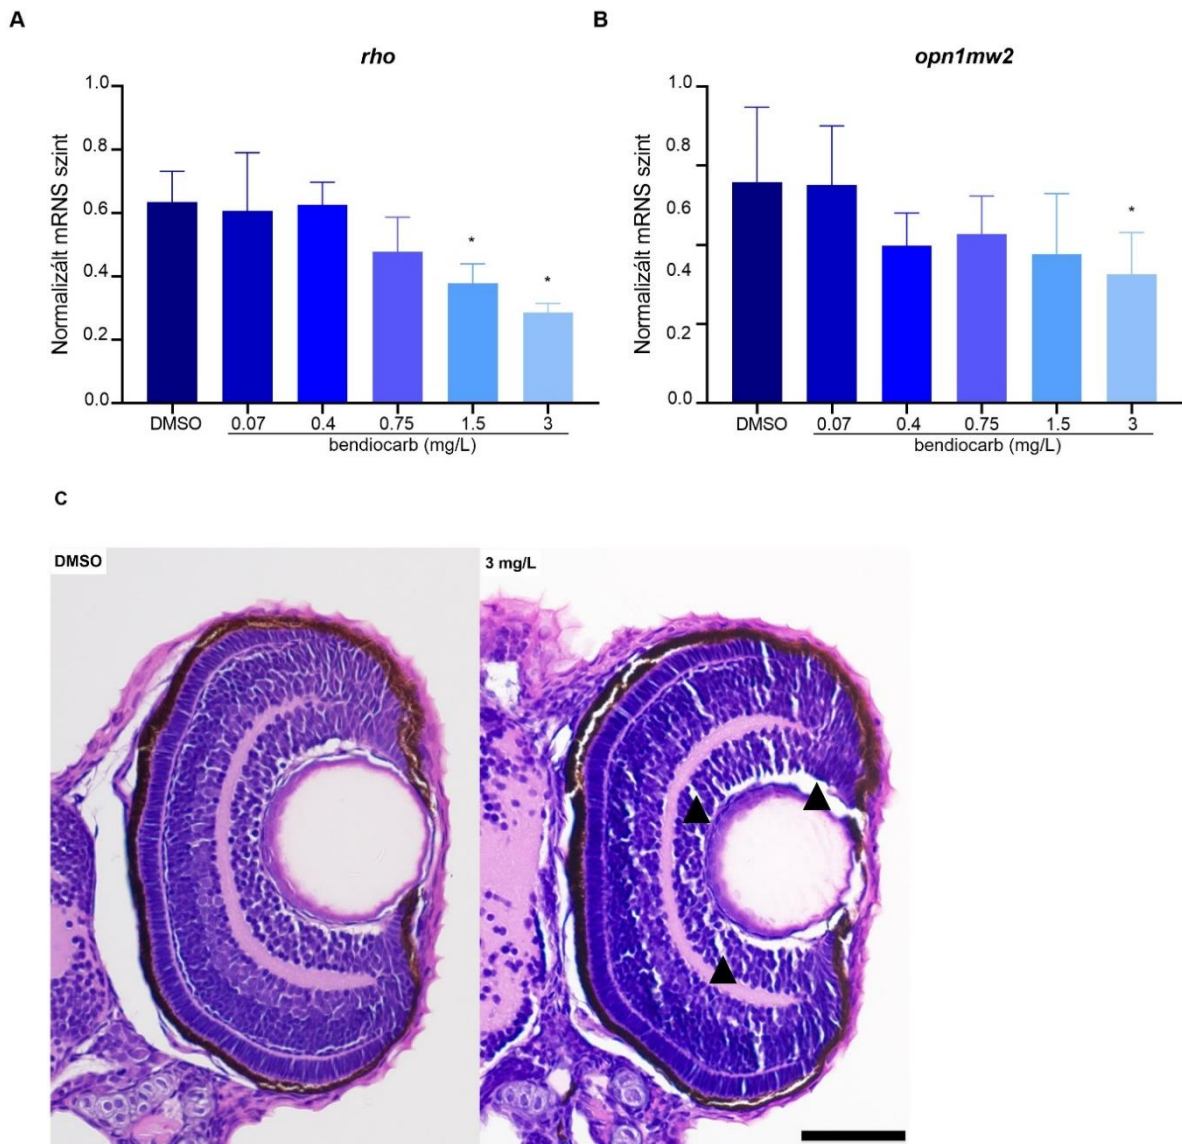 A
rho
Normalizált mRNS szint
1.0
0.8
0.6
0.4
0.2
0.0
DMSO 0.07 0.4 0.75 1.5 3
bendiocarb (mg/L)
* *
B
opn1mw2
Normalizált mRNS szint
1.0
0.8
0.6
0.4
0.2
0.0
DMSO 0.07 0.4 0.75 1.5 3
bendiocarb (mg/L)
*
C
DMSO
3 mg/L